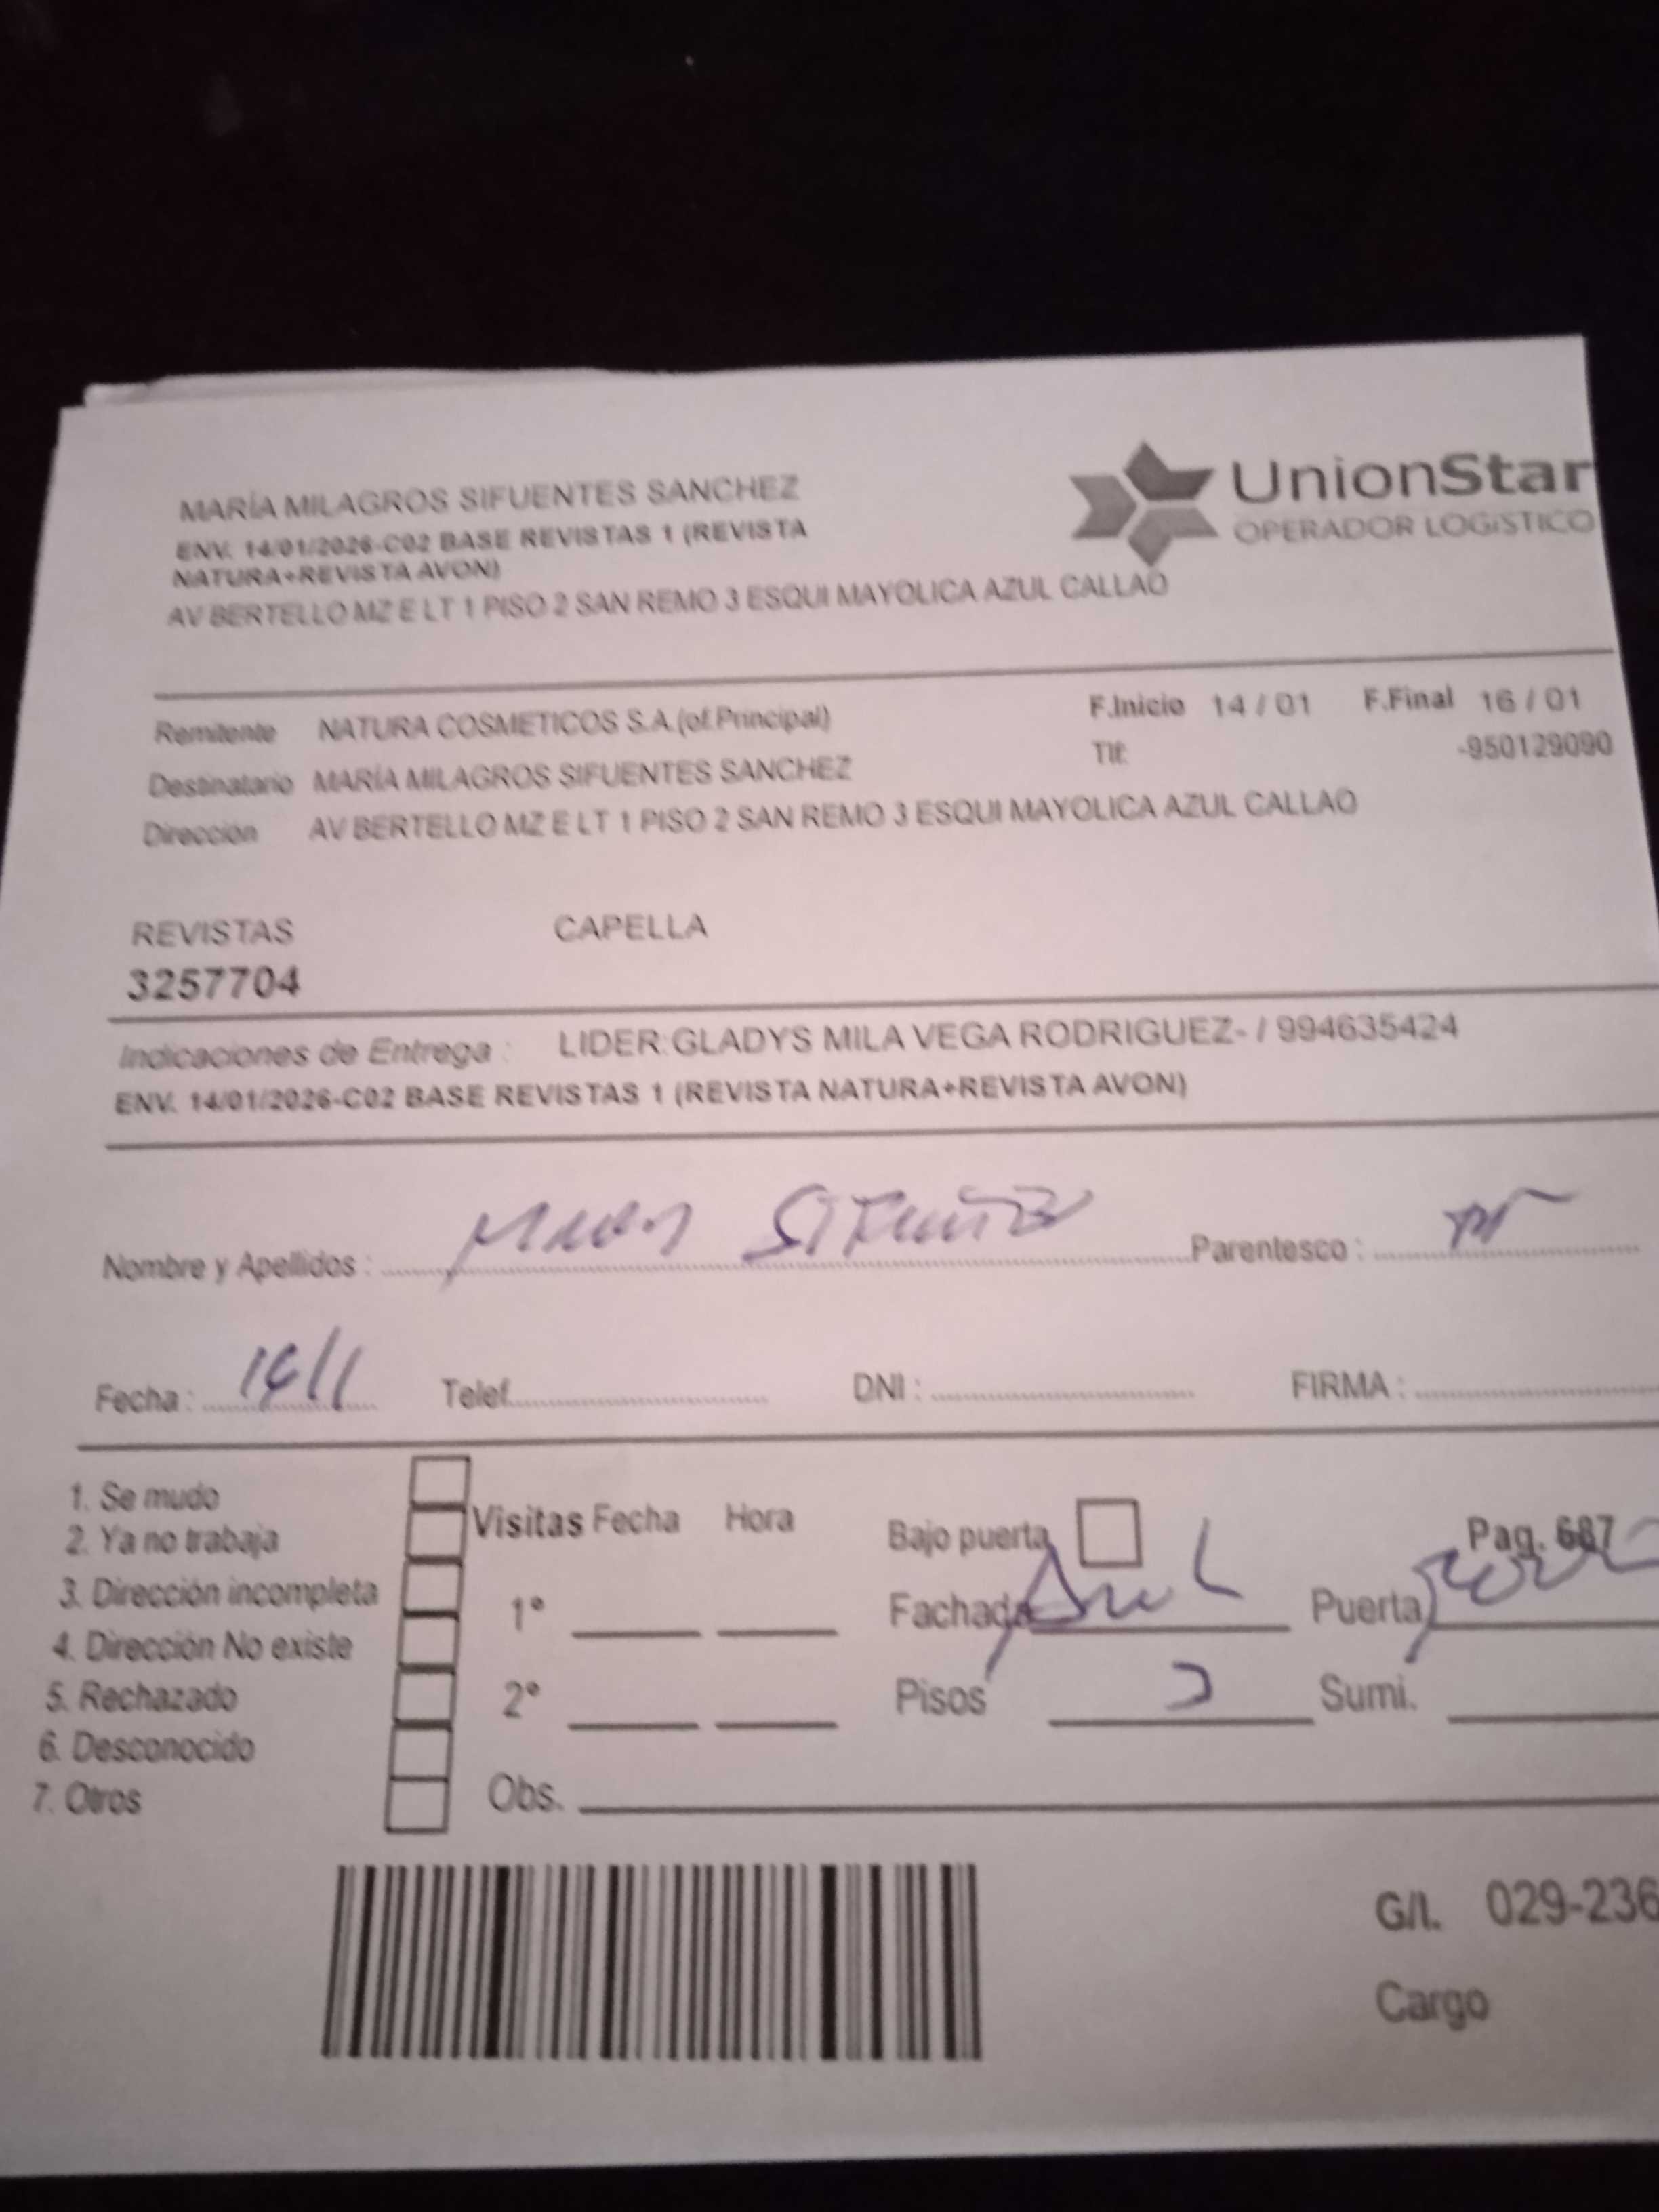 MARÍA MILAGROS SIFUENTES SANCHEZ
ENV. 14/01/2026-C02 BASE REVISTAS 1 (REVISTA
NATURA+REVISTA AVON)
AV BERTELLO MZ E LT 1 PISO 2 SAN REMO 3 ESQUI MAYOLICA AZUL CALLAO
UnionStar
OPERADOR LOGíSTICO
Remitente NATURA COSMETICOS S.A.(of.Principal) F.Inicio 14 / 01 F.Final 16 / 01
Destinatario MARÍA MILAGROS SIFUENTES SANCHEZ Tlf: -950129090
Dirección AV BERTELLO MZ E LT 1 PISO 2 SAN REMO 3 ESQUI MAYOLICA AZUL CALLAO
REVISTAS CAPELLA
3257704
Indicaciones de Entrega : LIDER:GLADYS MILA VEGA RODRIGUEZ- / 994635424
ENV. 14/01/2026-C02 BASE REVISTAS 1 (REVISTA NATURA+REVISTA AVON)
Nombre y Apellidos : Parentesco :
Fecha : Telef. DNI : FIRMA :
1. Se mudo
2. Ya no trabaja
3. Dirección incompleta
4. Dirección No existe
5. Rechazado
6. Desconocido
7. Otros
Visitas Fecha Hora
1°
2°
Obs.
Bajo puerta Pag. 687
Fachada Azul Puerta
Pisos Sumi.
G/I. 029-236
Cargo